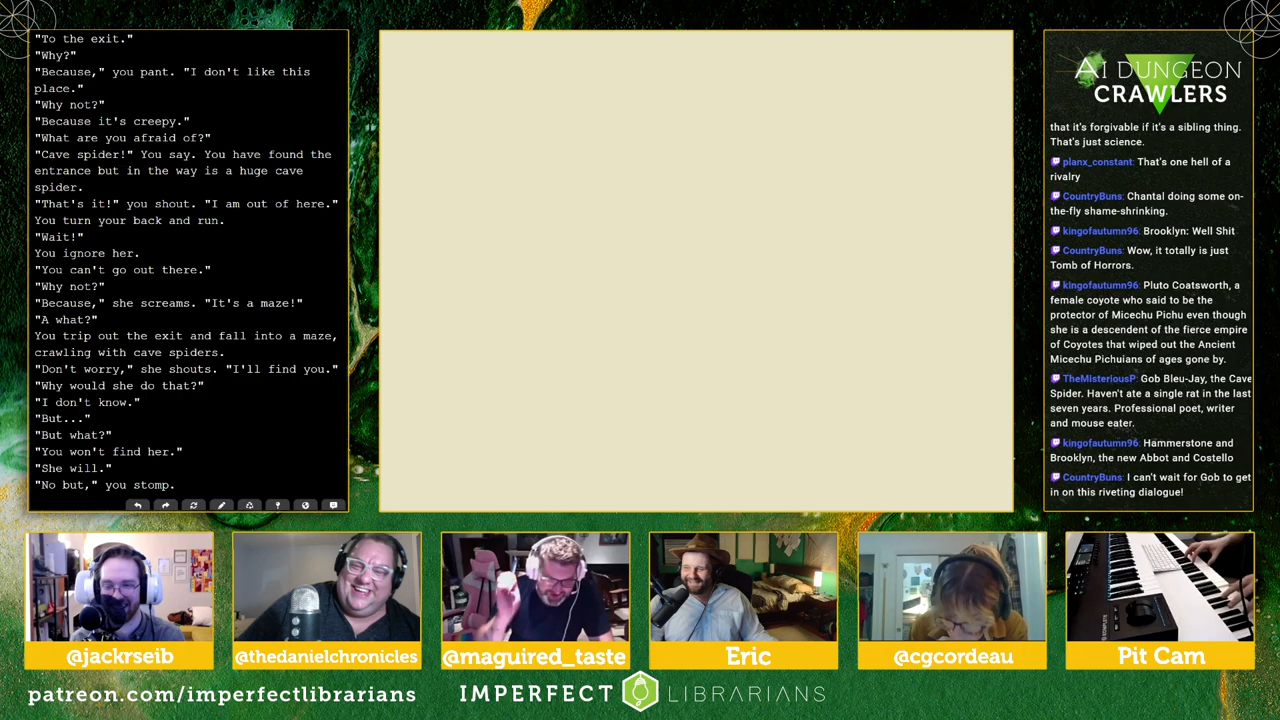 "To the exit."
"Why?"
"Because," you pant. "I don't like this
place."
"Why not?"
"Because it's creepy."
"What are you afraid of?"
"Cave spider!" You say. You have found the
entrance but in the way is a huge cave
spider.
"That's it!" you shout. "I am out of here."
You turn your back and run.
"Wait!"
You ignore her.
"You can't go out there."
"Why not?"
"Because," she screams. "It's a maze!"
"A what?"
You trip out the exit and fall into a maze,
crawling with cave spiders.
"Don't worry," she shouts. "I'll find you."
"Why would she do that?"
"I don't know."
"But..."
"But what?"
"You won't find her."
"She will."
"No but," you stomp.
AI DUNGEON
CRAWLERS
that it's forgivable if it's a sibling thing.
That's just science.
planx_constant: That's one hell of a
rivalry
CountryBuns: Chantal doing some on-
the-fly shame-shrinking.
kingofautumn96: Brooklyn: Well Shit
CountryBuns: Wow, it totally is just
Tomb of Horrors.
kingofautumn96: Pluto Coatsworth, a
female coyote who said to be the
protector of Micechu Pichu even though
she is a descendent of the fierce empire
of Coyotes that wiped out the Ancient
Micechu Pichuians of ages gone by.
TheMisteriousP: Gob Bleu-Jay, the Cave
Spider. Haven't ate a single rat in the last
seven years. Professional poet, writer
and mouse eater.
kingofautumn96: Hammerstone and
Brooklyn, the new Abbot and Costello
CountryBuns: I can't wait for Gob to get
in on this riveting dialogue!
@jackrseib
@thedanielchronicles
@maguired_taste
Eric
@cgcordeau
Pit Cam
patreon.com/imperfectlibrarians
IMPERFECT LIBRARIANS